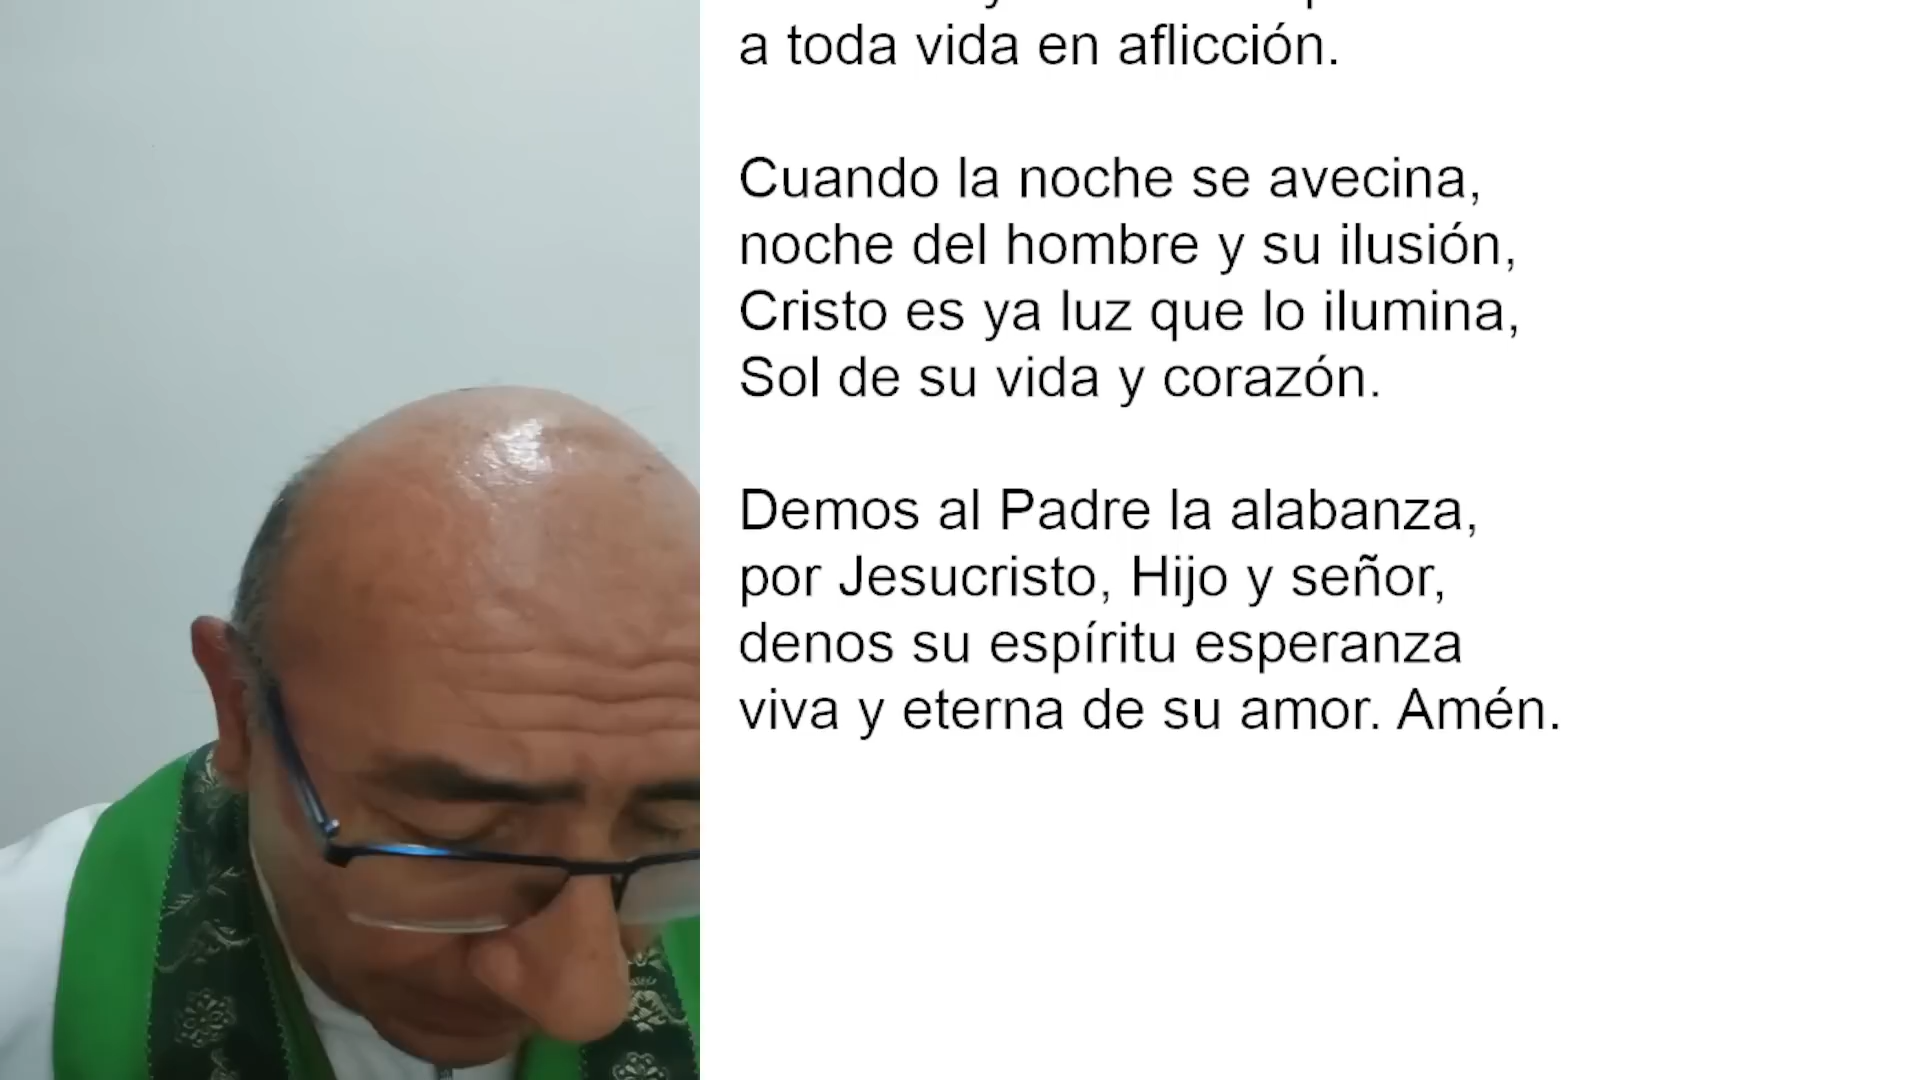 a toda vida en aflicción.
Cuando la noche se avecina,
noche del hombre y su ilusión,
Cristo es ya luz que lo ilumina,
Sol de su vida y corazón.
Demos al Padre la alabanza,
por Jesucristo, Hijo y señor,
denos su espíritu esperanza
viva y eterna de su amor. Amén.